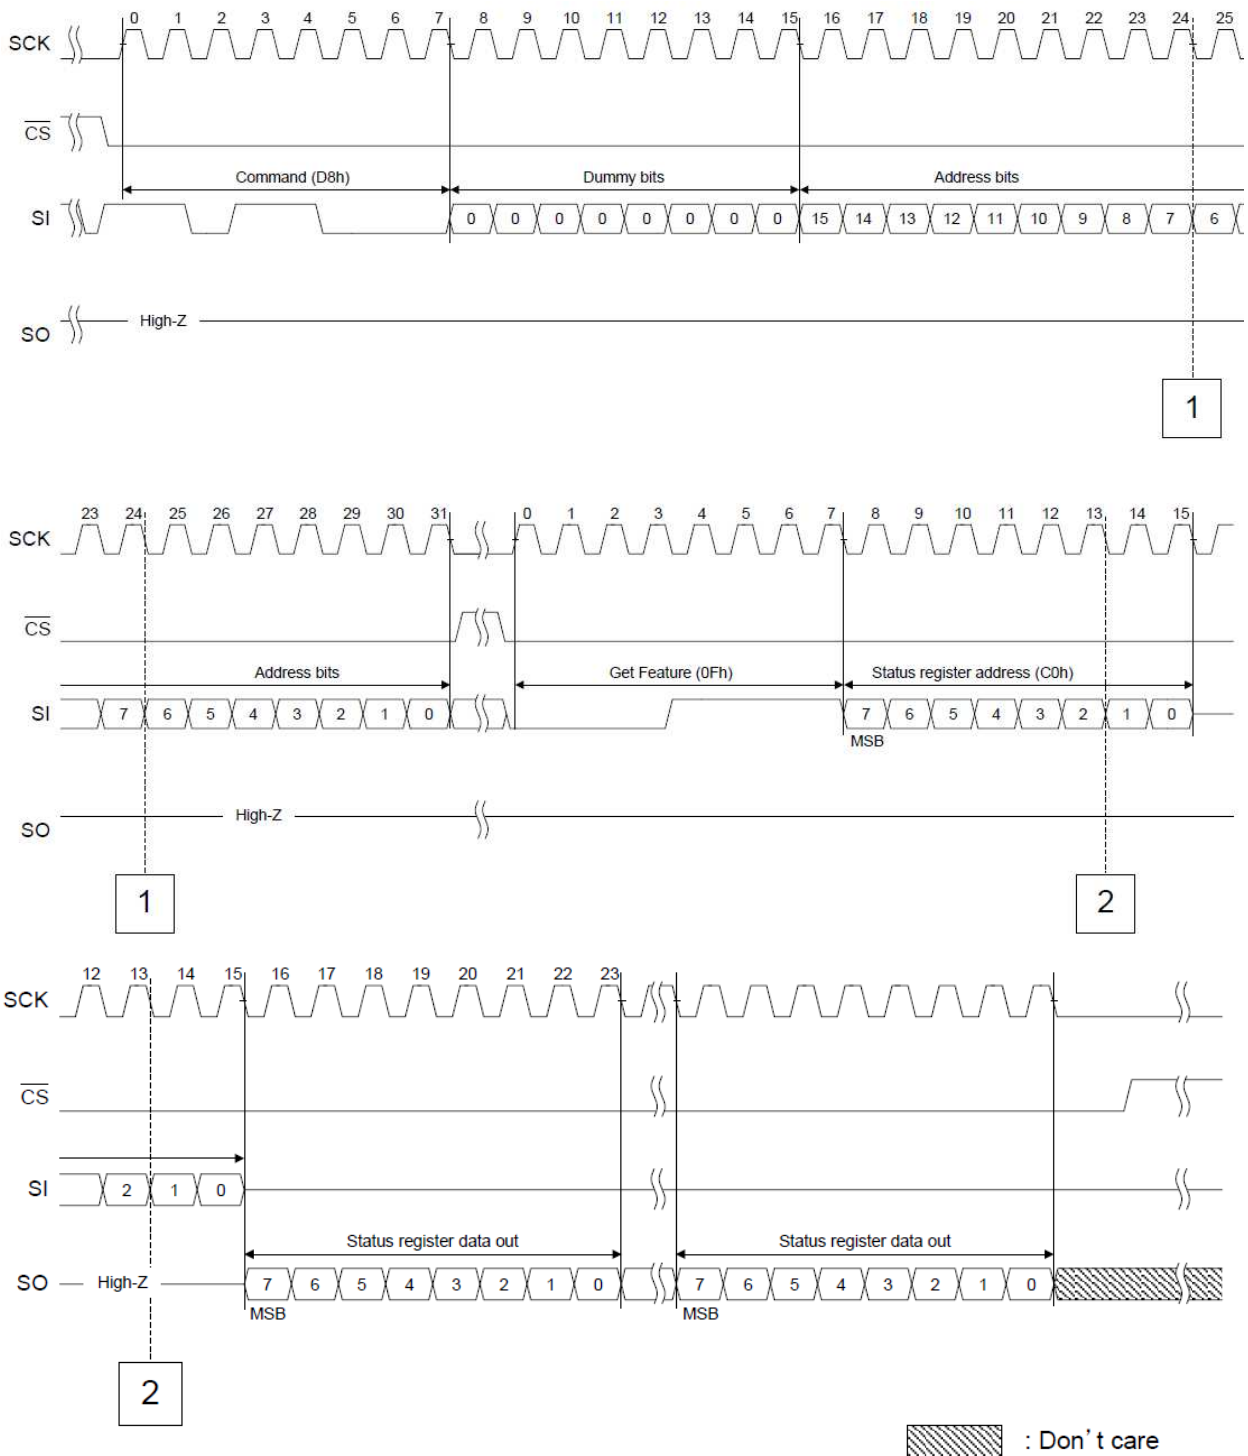 0 1 2 3 4 5 6 7 8 9 10 11 12 13 14 15 16 17 18 19 20 21 22 23 24 25
SCK
CS
Command (D8h) Dummy bits Address bits
SI 0 0 0 0 0 0 0 0 15 14 13 12 11 10 9 8 7 6
High-Z
SO
1
23 24 25 26 27 28 29 30 31 0 1 2 3 4 5 6 7 8 9 10 11 12 13 14 15
SCK
CS
Address bits Get Feature (0Fh) Status register address (C0h)
SI 7 6 5 4 3 2 1 0 7 6 5 4 3 2 1 0
MSB
High-Z
SO
1 2
12 13 14 15 16 17 18 19 20 21 22 23
SCK
CS
SI 2 1 0
Status register data out Status register data out
SO High-Z 7 6 5 4 3 2 1 0 7 6 5 4 3 2 1 0
MSB MSB
2
: Don't care